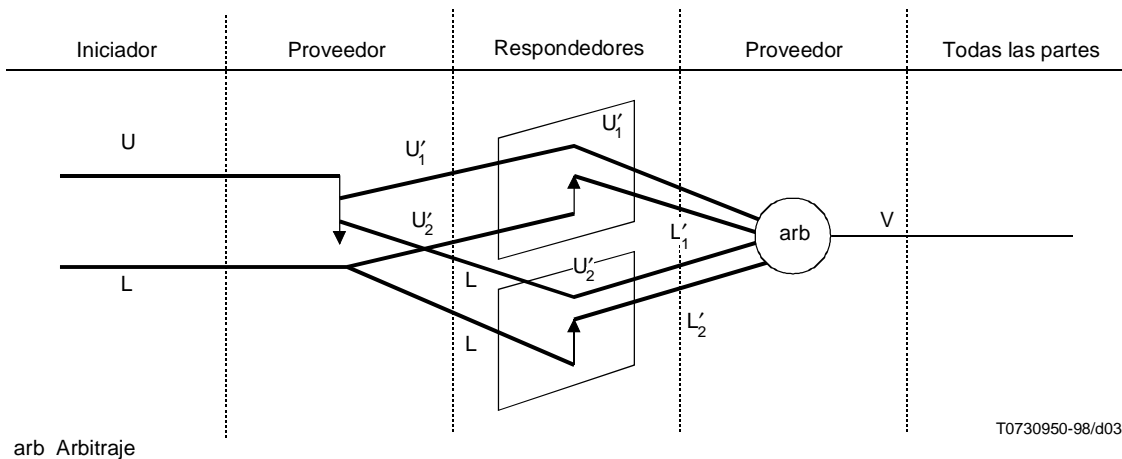 Iniciador Proveedor Respondedores Proveedor Todas las partes
U U′1 U′1
U′2 arb V
L L U′2 L′1
L L′2
T0730950-98/d03
arb Arbitraje